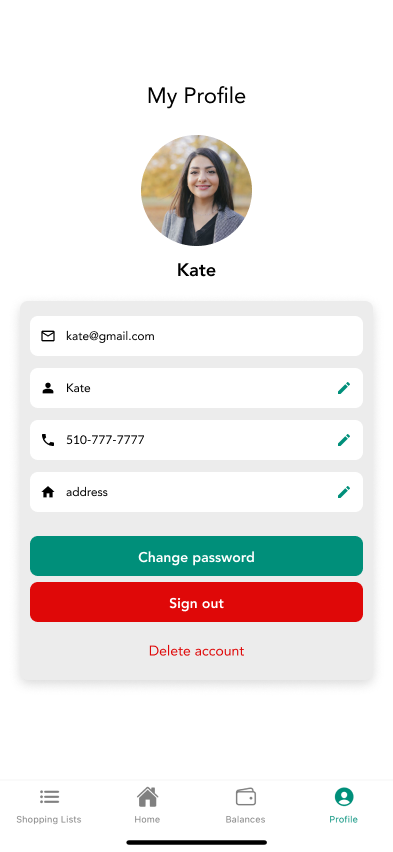 My Profile
Kate
kate@gmail.com
Kate
510-777-7777
address
Change password
Sign out
Delete account
Shopping Lists
Home
Balances
Profile